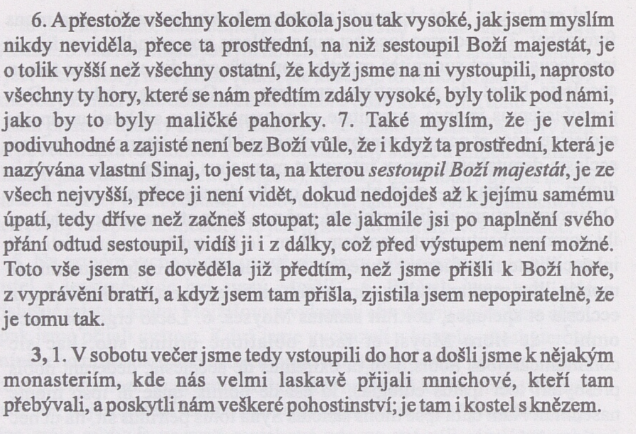 6. A přestože všechny kolem dokola jsou tak vysoké, jak jsem myslím
nikdy neviděla, přece ta prostřední, na niž sestoupil Boží majestát, je
o tolik vyšší než všechny ostatní, že když jsme na ni vystoupili, naprosto
všechny ty hory, které se nám předtím zdály vysoké, byly tolik pod námi,
jako by to byly maličké pahorky. 7. Také myslím, že je velmi
podivuhodné a zajisté není bez Boží vůle, že i když ta prostřední, která je
nazývána vlastní Sinaj, to jest ta, na kterou sestoupil Boží majestát, je ze
všech nejvyšší, přece ji není vidět, dokud nedojdeš až k jejímu samému
úpatí, tedy dříve než začneš stoupat; ale jakmile jsi po naplnění svého
přání odtud sestoupil, vidíš ji i z dálky, což před výstupem není možné.
Toto vše jsem se dověděla již předtím, než jsme přišli k Boží hoře,
z vyprávění bratří, a když jsem tam přišla, zjistila jsem nepopiratelně, že
je tomu tak.
3, 1. V sobotu večer jsme tedy vstoupili do hor a došli jsme k nějakým
monasteriím, kde nás velmi laskavě přijali mnichové, kteří tam
přebývali, a poskytli nám veškeré pohostinství; je tam i kostel s knězem.